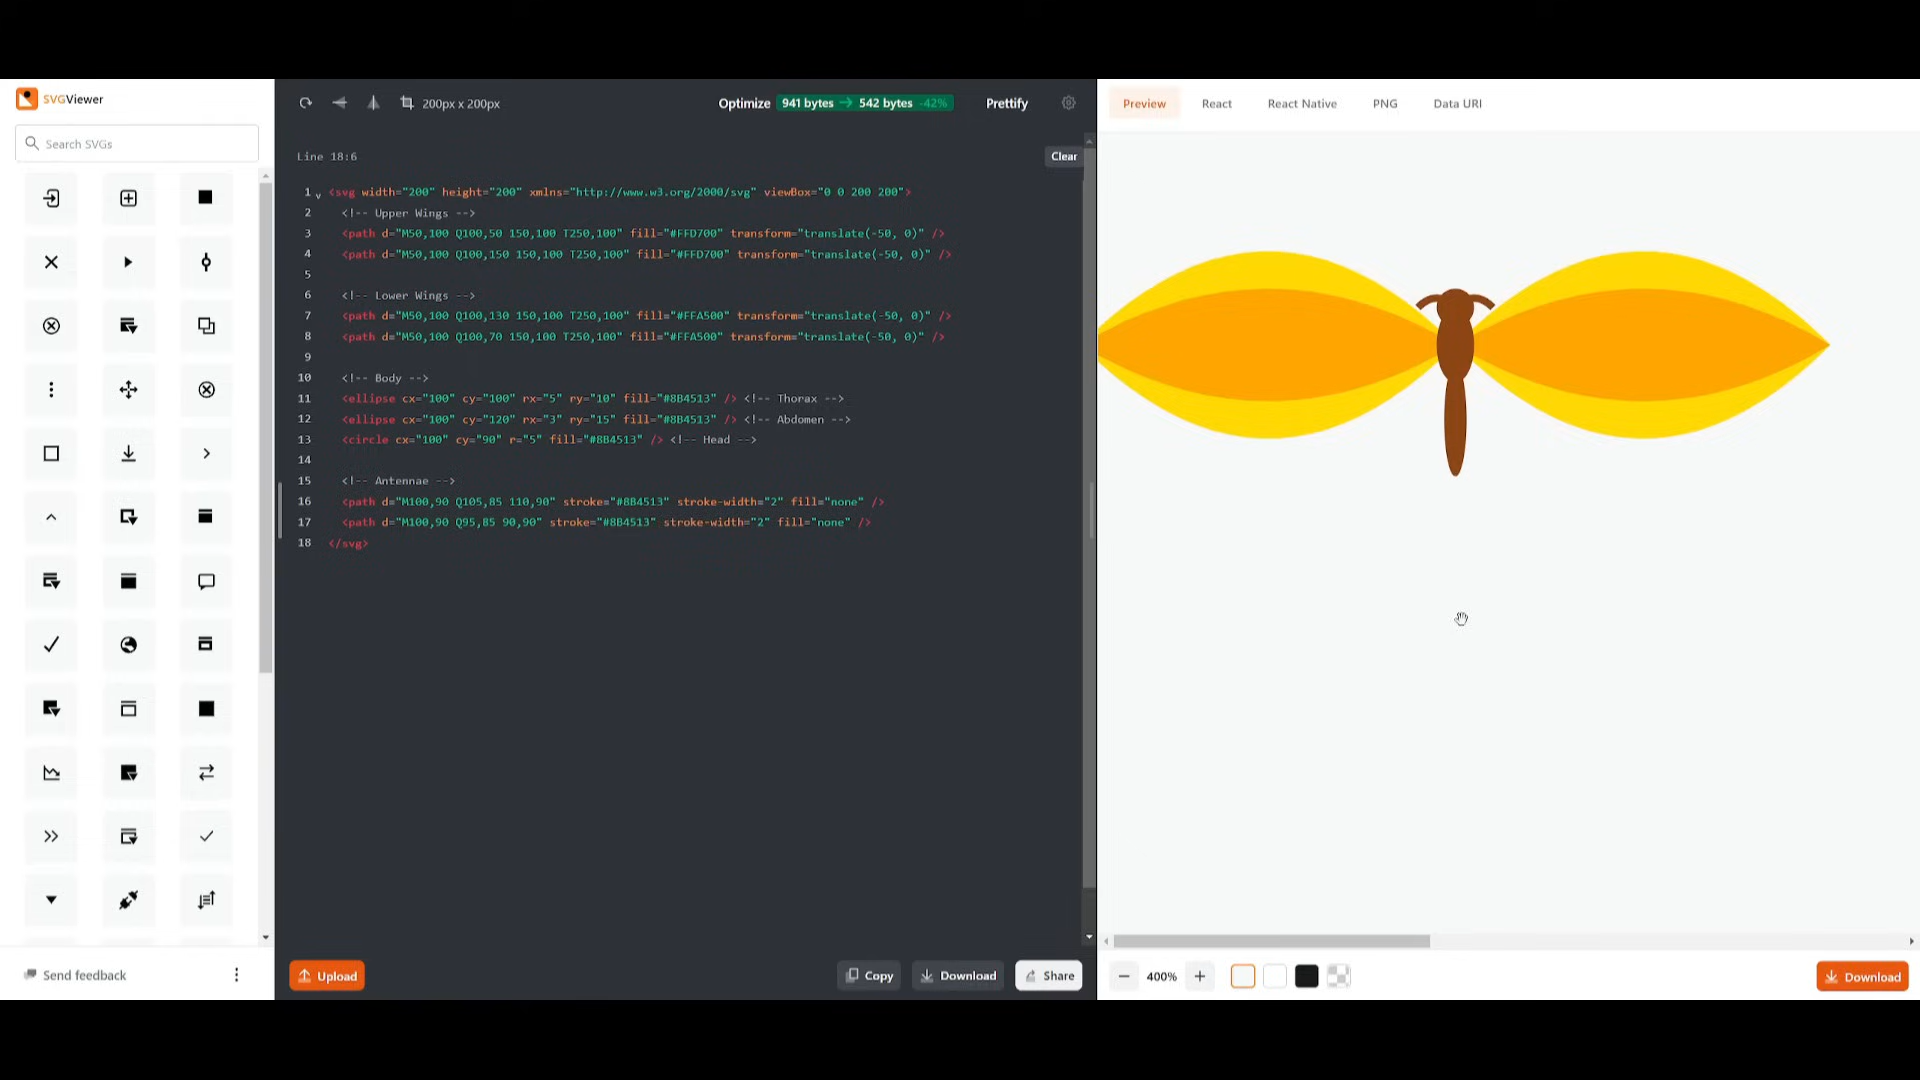 SVGViewer
Search SVGs
Send feedback
200px x 200px
Optimize 941 bytes → 542 bytes -42%
Prettify
Line 18:6
Clear
1 <svg width="200" height="200" xmlns="http://www.w3.org/2000/svg" viewBox="0 0 200 200">
2 <!-- Upper Wings -->
3 <path d="M50,100 Q100,50 150,100 T250,100" fill="#FFD700" transform="translate(-50, 0)" />
4 <path d="M50,100 Q100,150 150,100 T250,100" fill="#FFD700" transform="translate(-50, 0)" />
5
6 <!-- Lower Wings -->
7 <path d="M50,100 Q100,130 150,100 T250,100" fill="#FFA500" transform="translate(-50, 0)" />
8 <path d="M50,100 Q100,70 150,100 T250,100" fill="#FFA500" transform="translate(-50, 0)" />
9
10 <!-- Body -->
11 <ellipse cx="100" cy="100" rx="5" ry="10" fill="#8B4513" /> <!-- Thorax -->
12 <ellipse cx="100" cy="120" rx="3" ry="15" fill="#8B4513" /> <!-- Abdomen -->
13 <circle cx="100" cy="90" r="5" fill="#8B4513" /> <!-- Head -->
14
15 <!-- Antennae -->
16 <path d="M100,90 Q105,85 110,90" stroke="#8B4513" stroke-width="2" fill="none" />
17 <path d="M100,90 Q95,85 90,90" stroke="#8B4513" stroke-width="2" fill="none" />
18 </svg>
Upload
Copy
Download
Share
Preview
React
React Native
PNG
Data URI
400%
Download